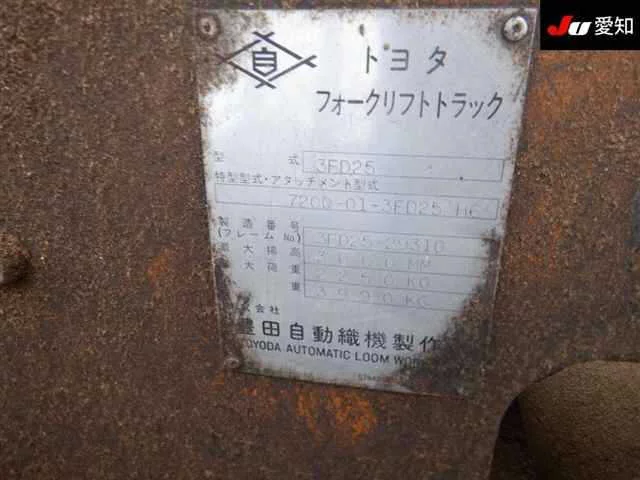 JU 愛知
自 トヨタ
フォークリフトトラック
型 式 3FD25
特型型式・アタッチメント型式
7200-01-3FD25
製造番号
(フレームNo.) 3FD25-29310
最大揚高 MM
最大荷重 KG
重 KG
式会社
豊田自動織機製作
TOYODA AUTOMATIC LOOM WOR